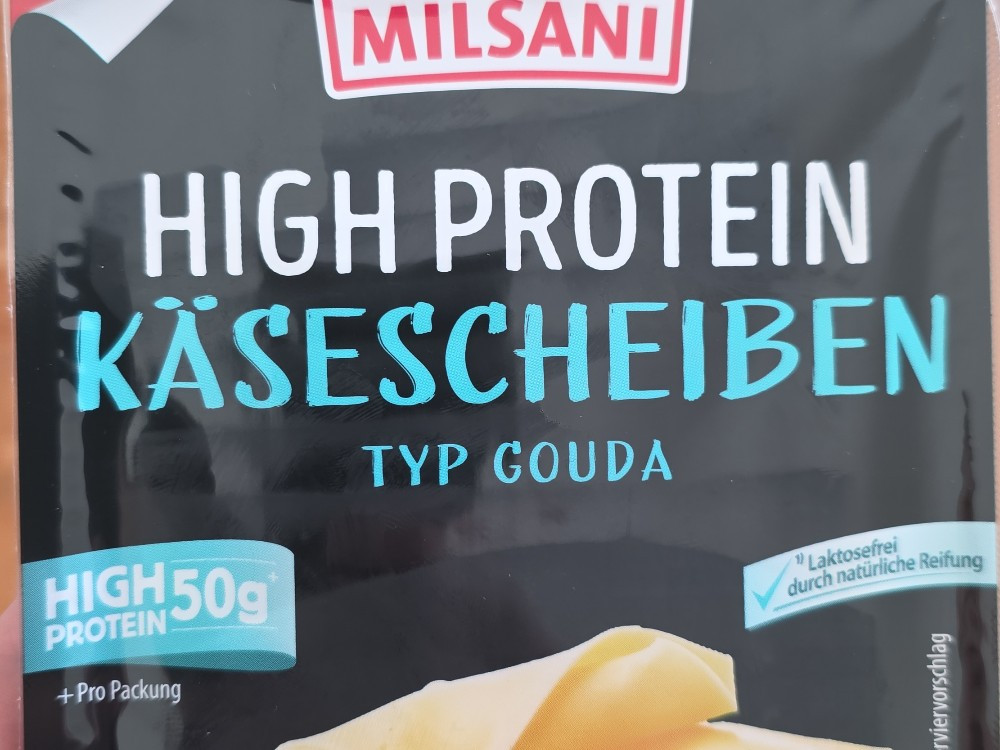 MILSANI
HIGH PROTEIN
KÄSESCHEIBEN
TYP GOUDA
HIGH PROTEIN 50g+
+Pro Packung
1) Laktosefrei
durch natürliche Reifung